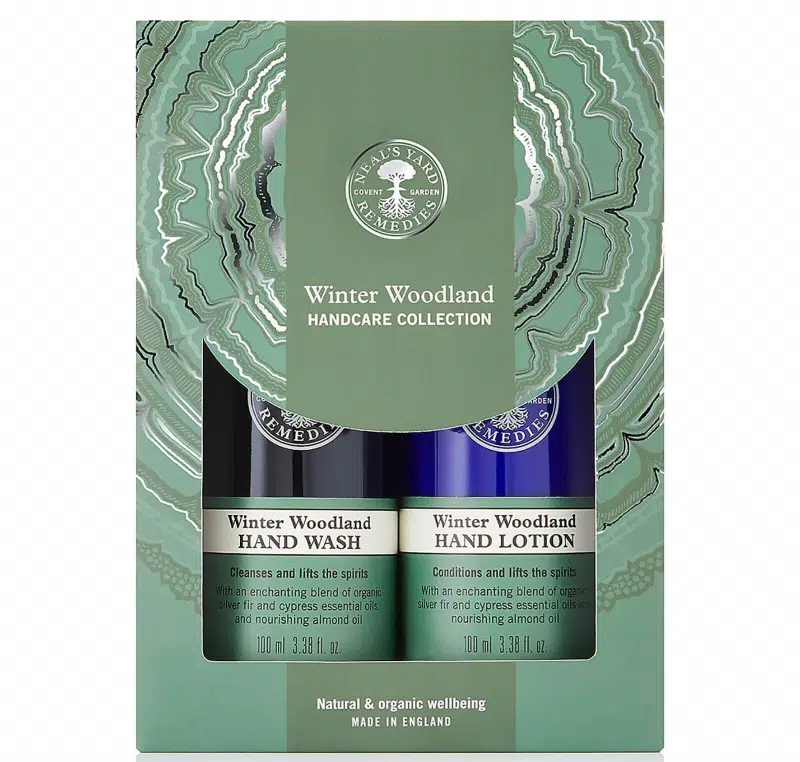 NEAL'S YARD
COVENT GARDEN
REMEDIES
Winter Woodland
HANDCARE COLLECTION
REMEDI
ARDEN
REMEDIES
Winter Woodland
HAND WASH
Cleanses and lifts the spirits
With an enchanting blend of organic
silver fir and cypress essential oils
and nourishing almond oil
100 ml 3.38 fl. oz.
Winter Woodland
HAND LOTION
Conditions and lifts the spirits
With an enchanting blend of organic
silver fir and cypress essential oils and
nourishing almond oil
100 ml 3.38 fl. oz.
Natural & organic wellbeing
MADE IN ENGLAND